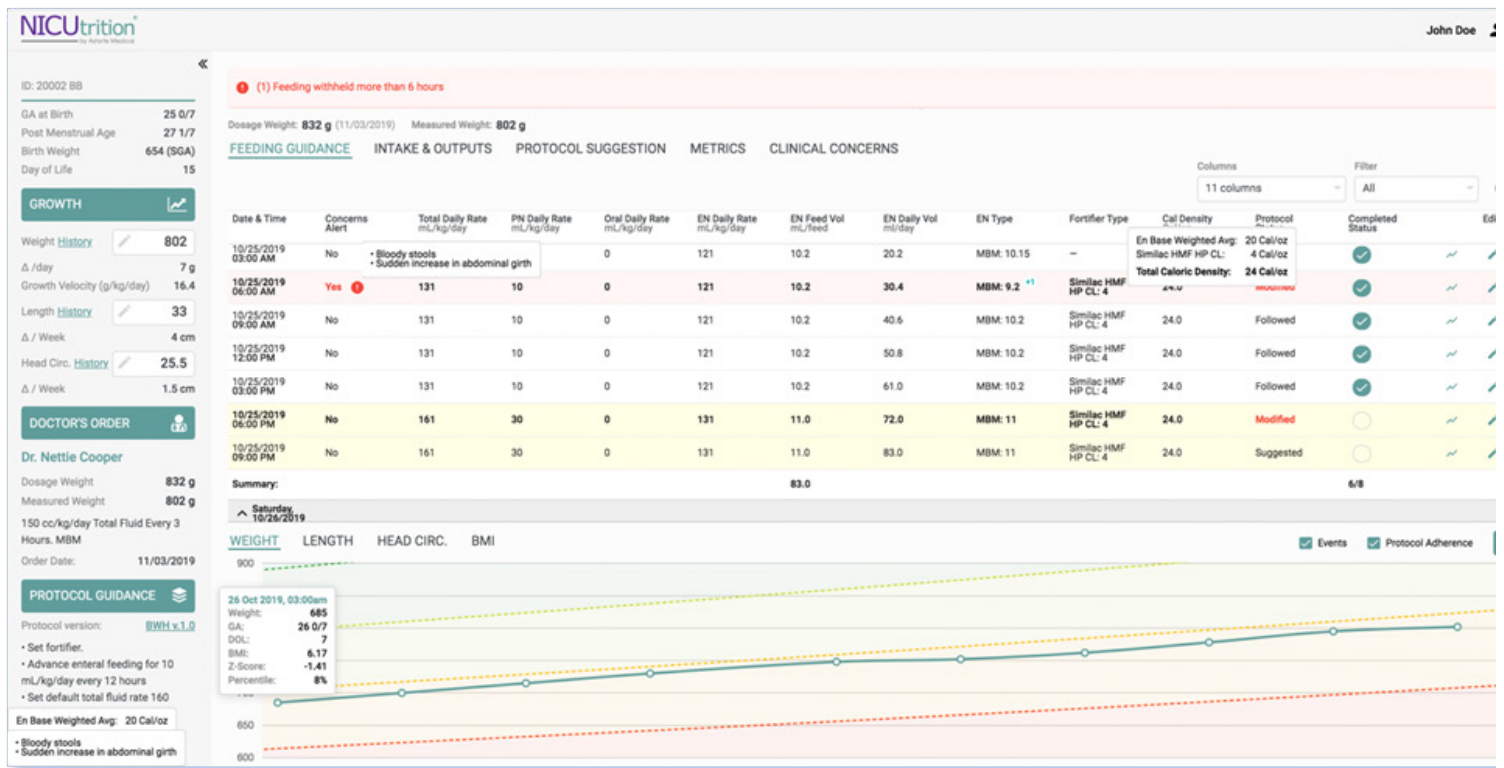 NICUtrition
by Astarte Medical
John Doe
ID: 20002 BB
GA at Birth 25 0/7
Post Menstrual Age 27 1/7
Birth Weight 654 (SGA)
Day of Life 15
GROWTH
Weight History 802
Δ /day 7 g
Growth Velocity (g/kg/day) 16.4
Length History 33
Δ / Week 4 cm
Head Circ. History 25.5
Δ / Week 1.5 cm
DOCTOR'S ORDER
Dr. Nettie Cooper
Dosage Weight 832 g
Measured Weight 802 g
150 cc/kg/day Total Fluid Every 3
Hours. MBM
Order Date: 11/03/2019
PROTOCOL GUIDANCE
Protocol version: BWH v.1.0
• Set fortifier.
• Advance enteral feeding for 10
mL/kg/day every 12 hours
• Set default total fluid rate 160
En Base Weighted Avg: 20 Cal/oz
• Bloody stools
• Sudden increase in abdominal girth
(1) Feeding withheld more than 6 hours
Dosage Weight: 832 g (11/03/2019) Measured Weight: 802 g
FEEDING GUIDANCE INTAKE & OUTPUTS PROTOCOL SUGGESTION METRICS CLINICAL CONCERNS
Columns Filter
11 columns All
Date & Time Concerns Alert Total Daily Rate mL/kg/day PN Daily Rate mL/kg/day Oral Daily Rate mL/kg/day EN Daily Rate mL/kg/day EN Feed Vol mL/feed EN Daily Vol ml/day EN Type Fortifier Type Cal Density Protocol Completed Status Edi
10/25/2019 03:00 AM No 0 121 10.2 20.2 MBM: 10.15 –
• Bloody stools
• Sudden increase in abdominal girth
En Base Weighted Avg: 20 Cal/oz
Similac HMF HP CL: 4 Cal/oz
Total Caloric Density: 24 Cal/oz
10/25/2019 06:00 AM Yes 131 10 0 121 10.2 30.4 MBM: 9.2 +1 Similac HMF HP CL: 4 24.0 Modified
10/25/2019 09:00 AM No 131 10 0 121 10.2 40.6 MBM: 10.2 Similac HMF HP CL: 4 24.0 Followed
10/25/2019 12:00 PM No 131 10 0 121 10.2 50.8 MBM: 10.2 Similac HMF HP CL: 4 24.0 Followed
10/25/2019 03:00 PM No 131 10 0 121 10.2 61.0 MBM: 10.2 Similac HMF HP CL: 4 24.0 Followed
10/25/2019 06:00 PM No 161 30 0 131 11.0 72.0 MBM: 11 Similac HMF HP CL: 4 24.0 Modified
10/25/2019 09:00 PM No 161 30 0 131 11.0 83.0 MBM: 11 Similac HMF HP CL: 4 24.0 Suggested
Summary: 83.0 6/8
Saturday,
10/26/2019
WEIGHT LENGTH HEAD CIRC. BMI
Events Protocol Adherence
900
26 Oct 2019, 03:00am
Weight: 685
GA: 26 0/7
DOL: 7
BMI: 6.17
Z-Score: -1.41
Percentile: 8%
650
600